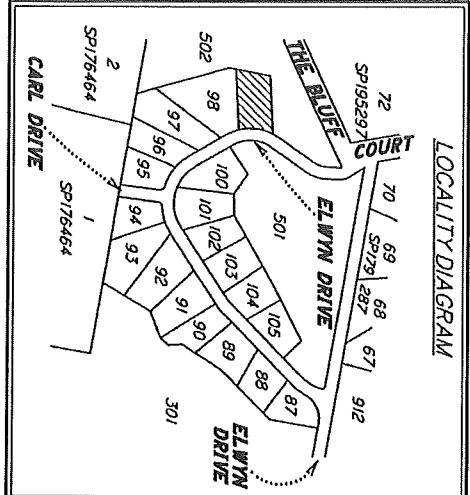 LOCALITY DIAGRAM
72
SP195297
THE BLUFF
COURT
70
69
SP179
287
68
67
912
502
98
97
96
95
2
SP176464
CARL DRIVE
1
SP176464
94
93
92
91
90
89
88
87
100
101
102
103
104
105
501
ELWYN DRIVE
301
ELWYN
DRIVE